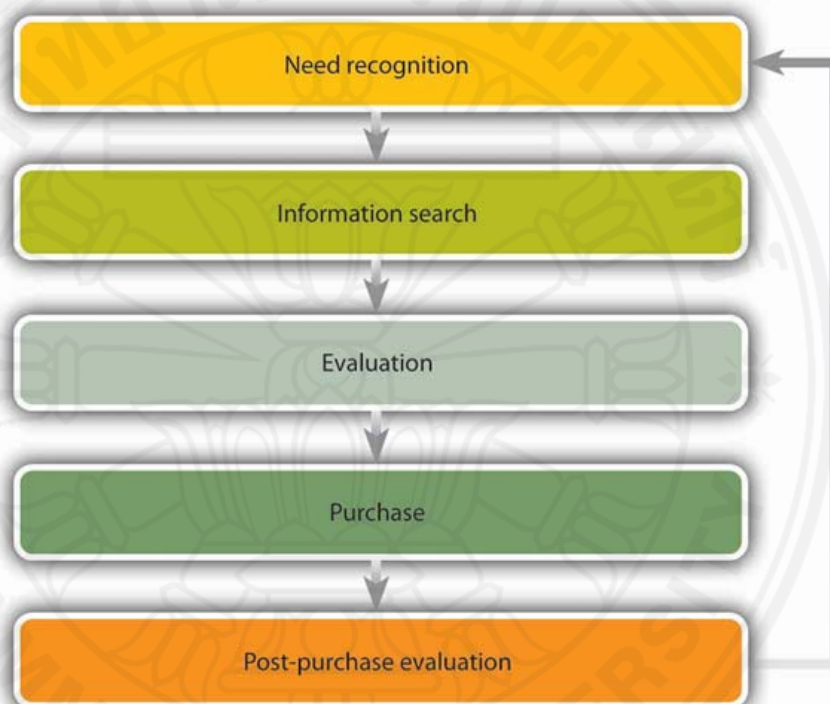 Need recognition
Information search
Evaluation
Purchase
Post-purchase evaluation